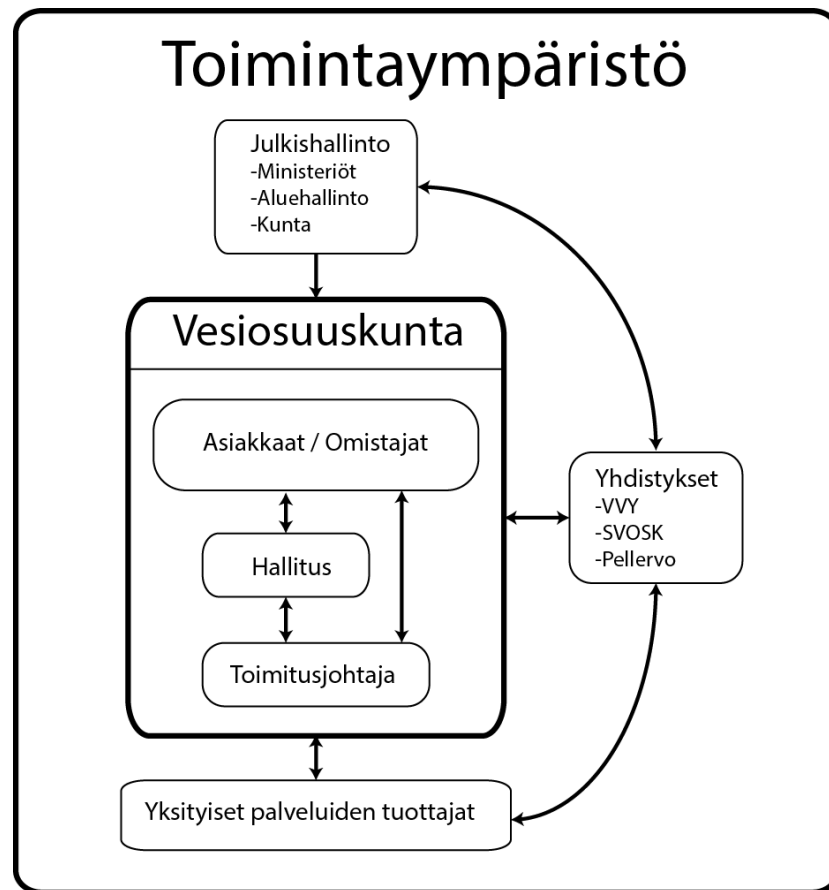 Toimintaympäristö
Julkishallinto
-Ministeriöt
-Aluehallinto
-Kunta
Vesiosuuskunta
Asiakkaat / Omistajat
Yhdistykset
-VVY
-SVOSK
-Pellervo
Hallitus
Toimitusjohtaja
Yksityiset palveluiden tuottajat